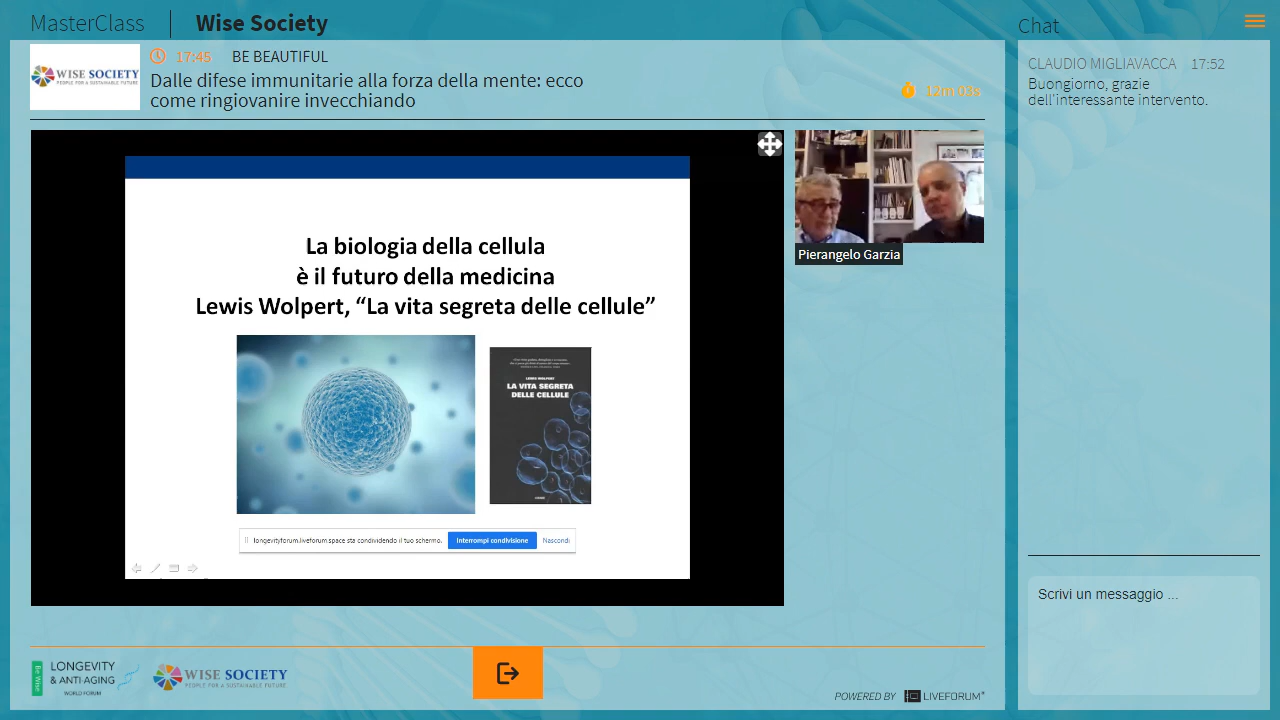 MasterClass
Wise Society
Chat
WISE SOCIETY
PEOPLE FOR A SUSTAINABLE FUTURE
17:45
BE BEAUTIFUL
Dalle difese immunitarie alla forza della mente: ecco
come ringiovanire invecchiando
12m 03s
CLAUDIO MIGLIAVACCA 17:52
Buongiorno, grazie
dell'interessante intervento.
La biologia della cellula
è il futuro della medicina
Lewis Wolpert, “La vita segreta delle cellule”
LEWIS WOLPERT
LA VITA SEGRETA
DELLE CELLULE
longevityforum.liveforum.space sta condividendo il tuo schermo.
Interrompi condivisione
Nascondi
Pierangelo Garzia
Scrivi un messaggio ...
Be Wise
LONGEVITY
& ANTI-AGING
WORLD FORUM
WISE SOCIETY
PEOPLE FOR A SUSTAINABLE FUTURE
POWERED BY
LIVEFORUM